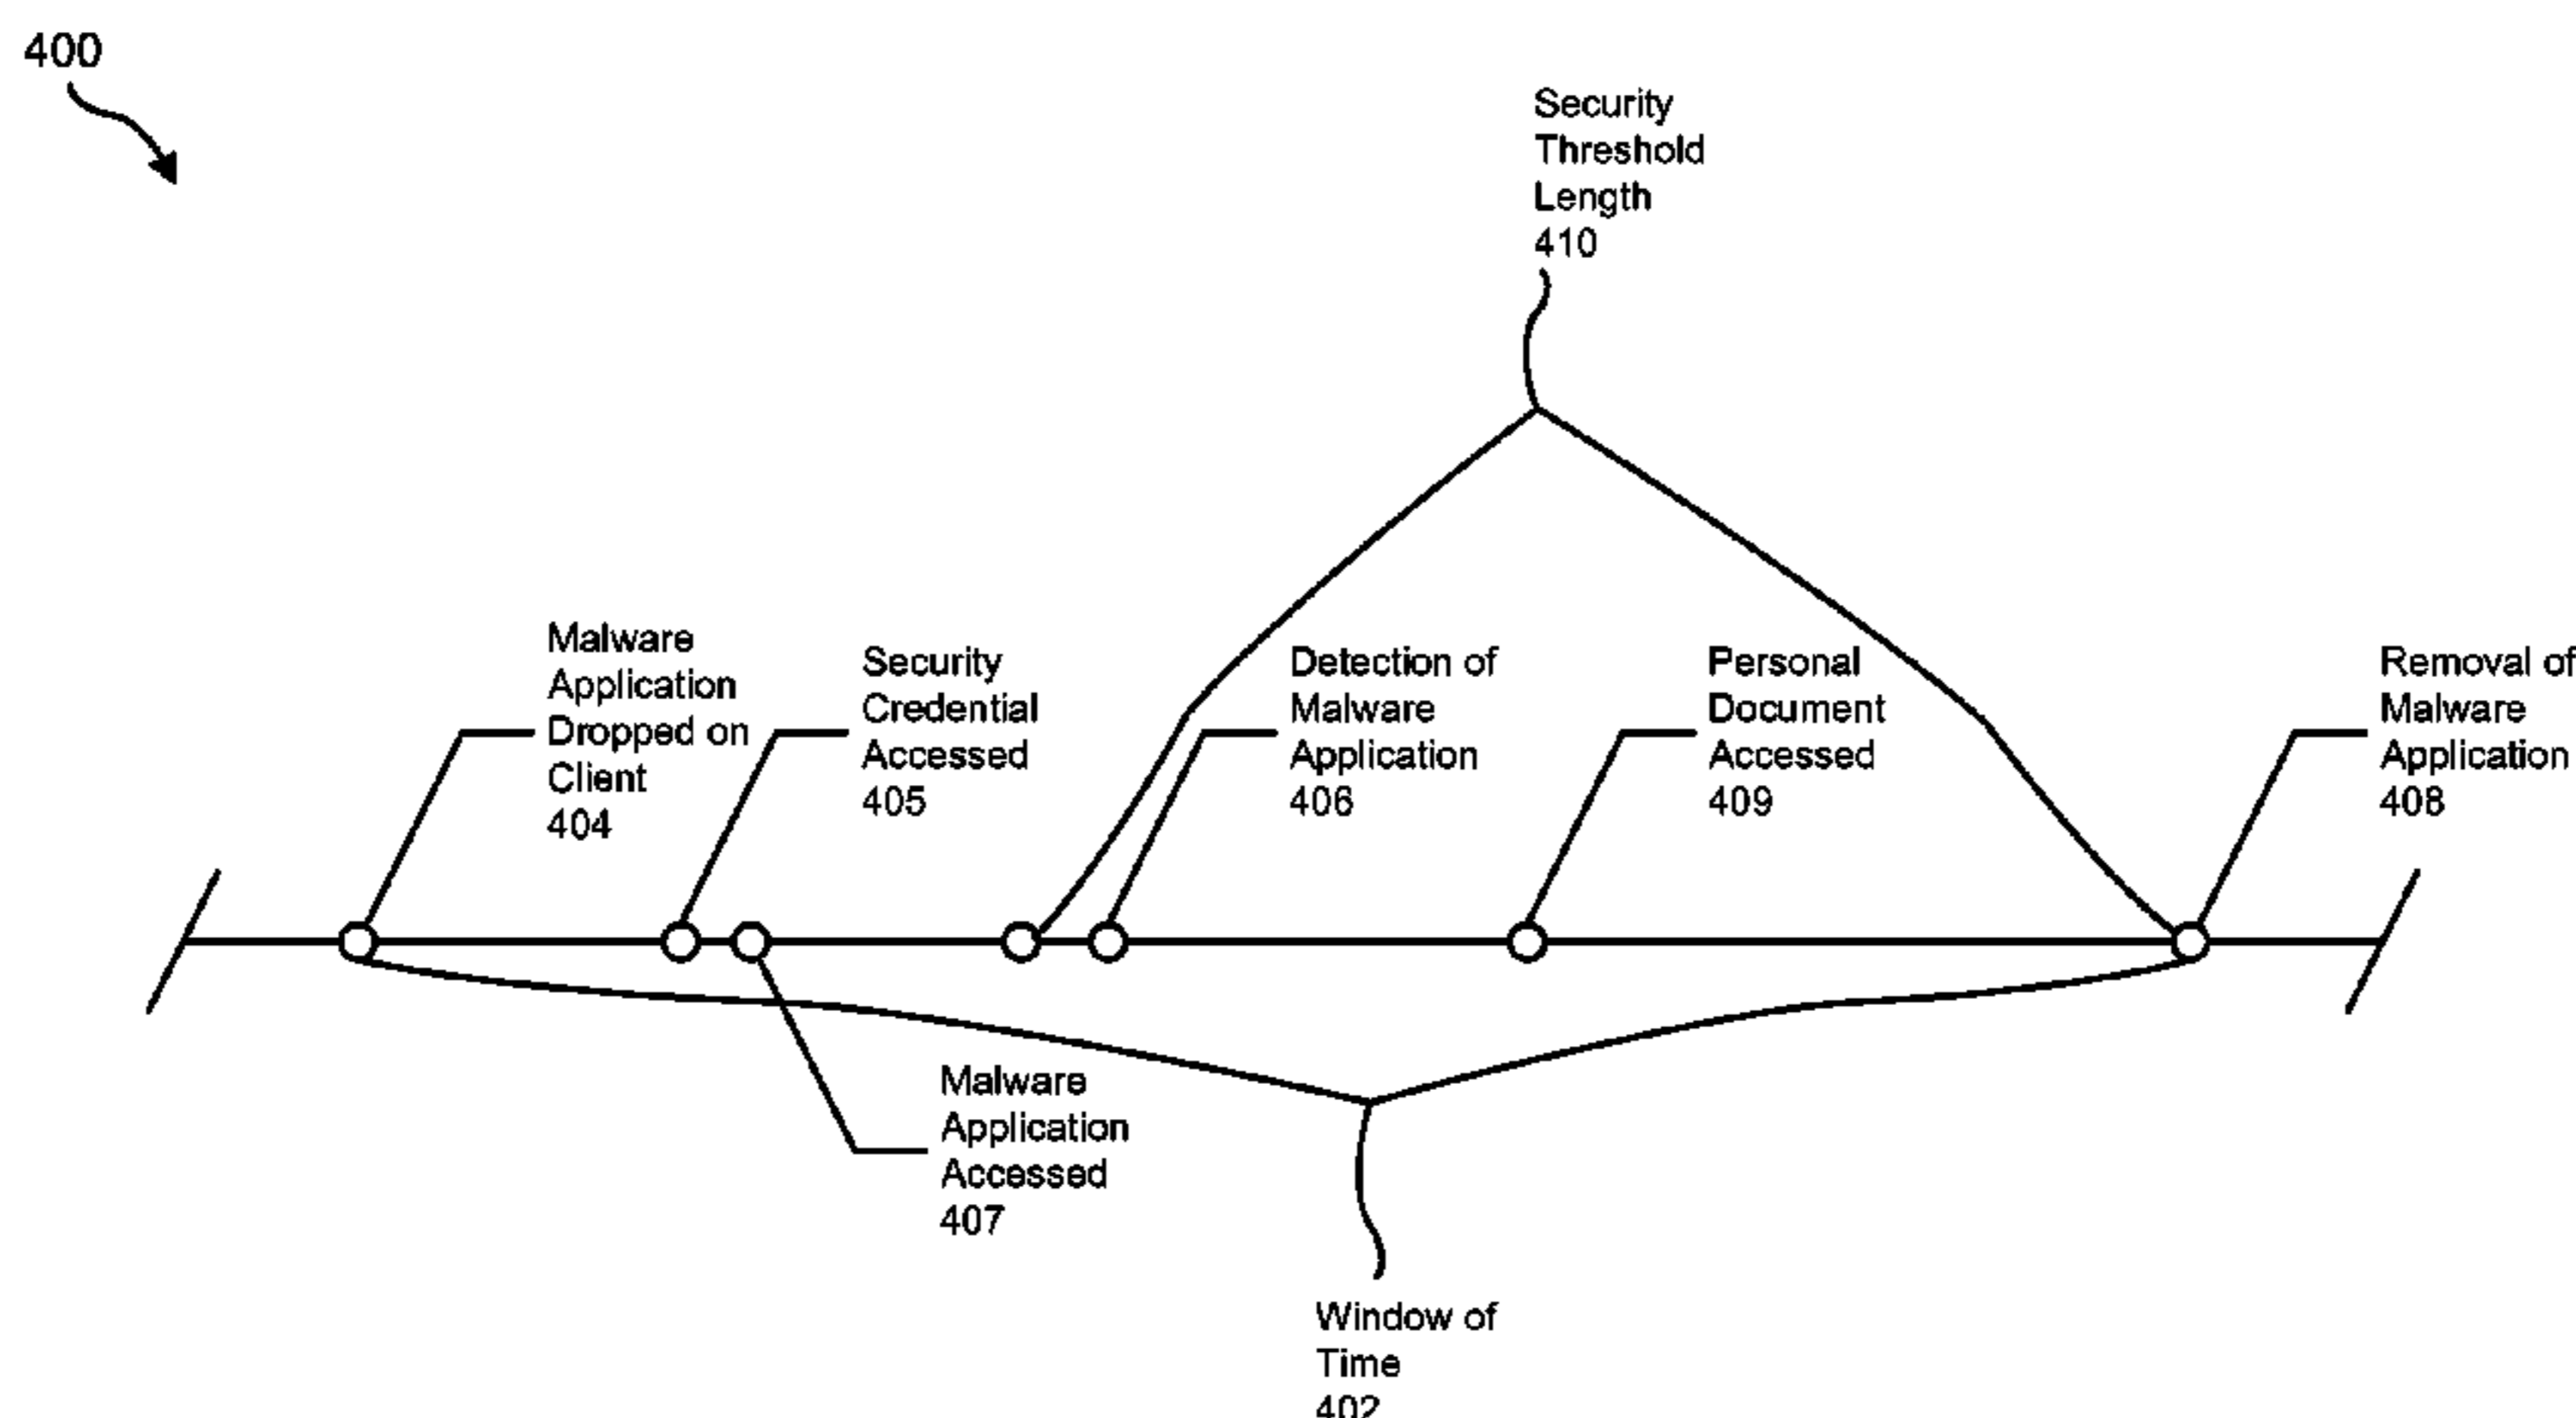 400
Security
Threshold
Length
410
Malware
Application
Dropped on
Client
404
Security
Credential
Accessed
405
Detection of
Malware
Application
406
Personal
Document
Accessed
409
Removal of
Malware
Application
408
Malware
Application
Accessed
407
Window of
Time
402